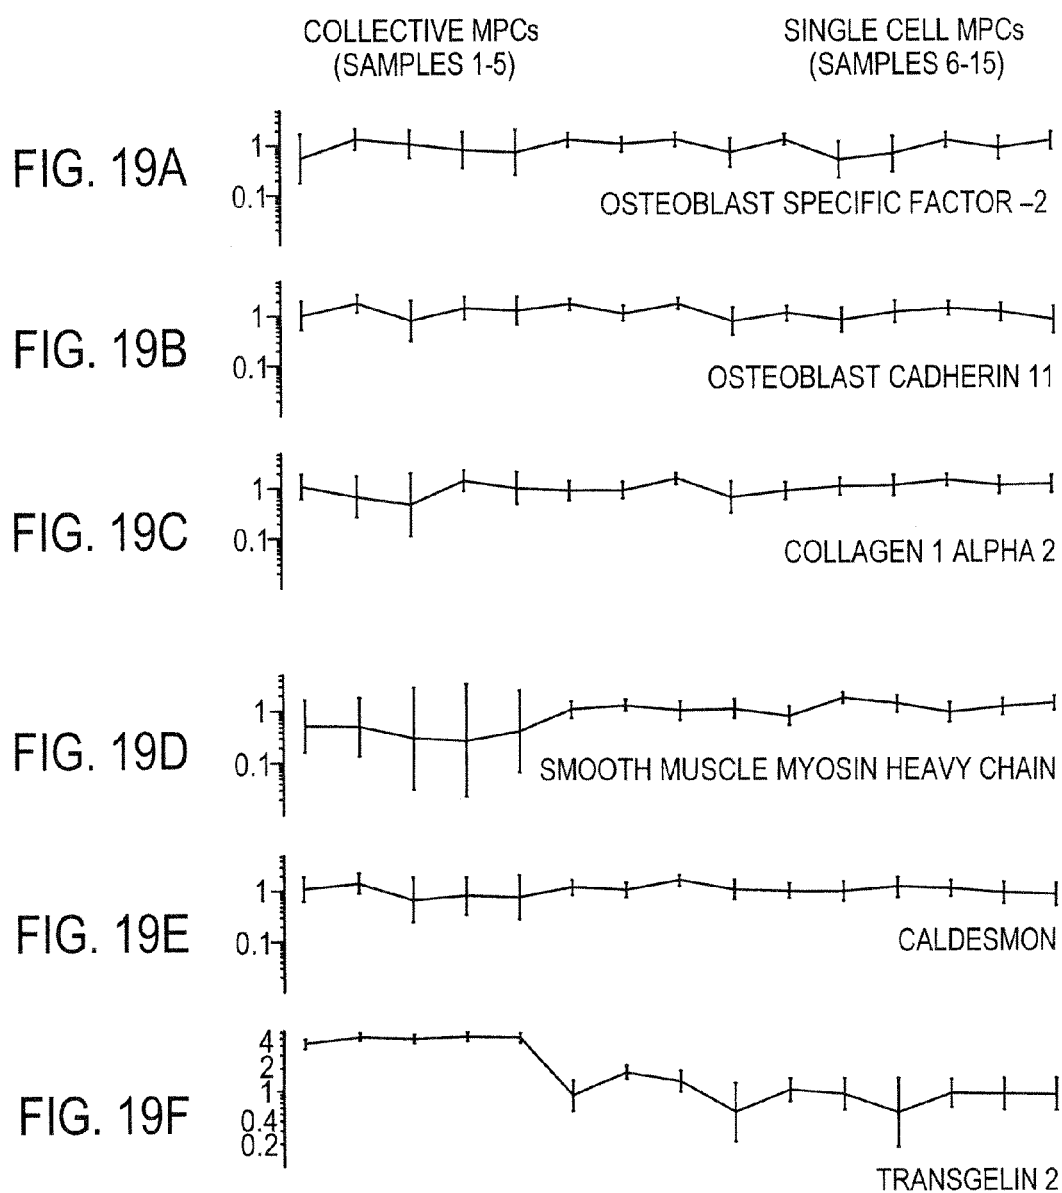 COLLECTIVE MPCs
(SAMPLES 1-5)
SINGLE CELL MPCs
(SAMPLES 6-15)
FIG. 19A
1
0.1
OSTEOBLAST SPECIFIC FACTOR –2
FIG. 19B
1
0.1
OSTEOBLAST CADHERIN 11
FIG. 19C
1
0.1
COLLAGEN 1 ALPHA 2
FIG. 19D
1
0.1
SMOOTH MUSCLE MYOSIN HEAVY CHAIN
FIG. 19E
1
0.1
CALDESMON
FIG. 19F
4
2
1
0.4
0.2
TRANSGELIN 2